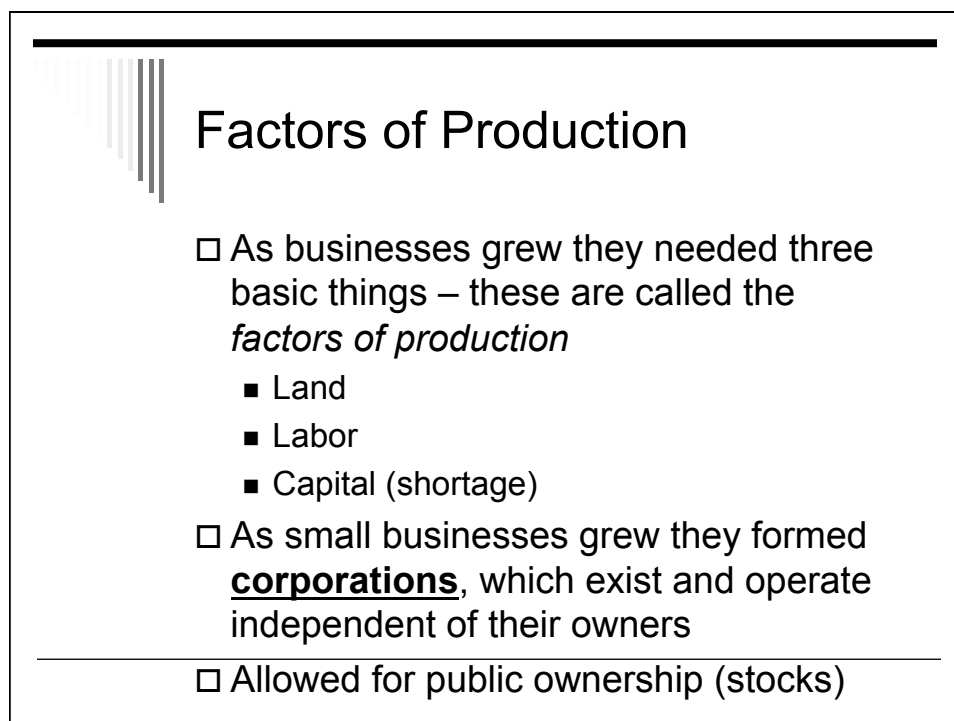 Factors of Production
□ As businesses grew they needed three
basic things – these are called the
factors of production
■ Land
■ Labor
■ Capital (shortage)
□ As small businesses grew they formed
corporations, which exist and operate
independent of their owners
□ Allowed for public ownership (stocks)